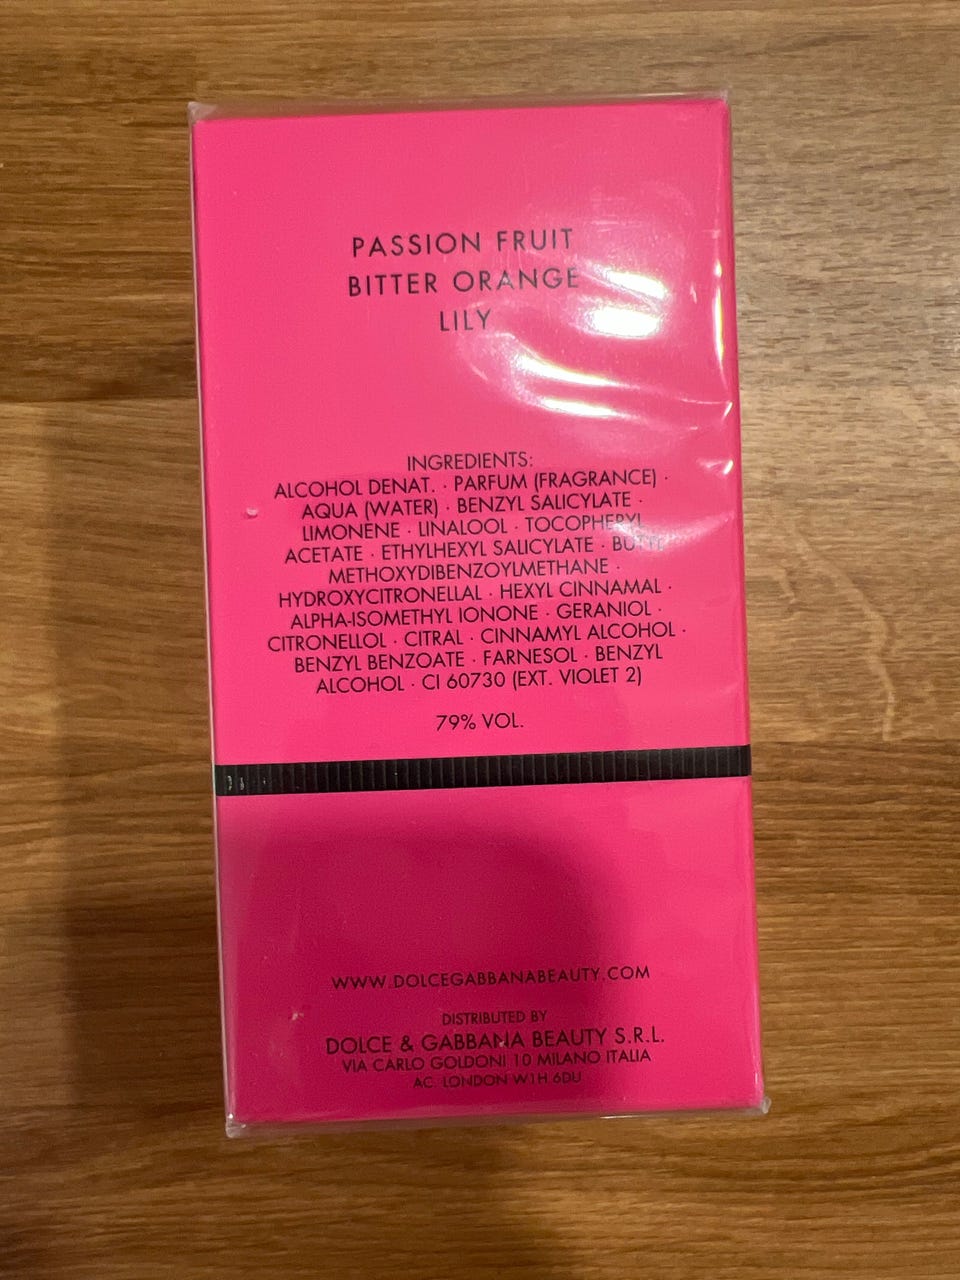 PASSION FRUIT
BITTER ORANGE
LILY
INGREDIENTS:
ALCOHOL DENAT. · PARFUM (FRAGRANCE) ·
AQUA (WATER) · BENZYL SALICYLATE ·
LIMONENE · LINALOOL · TOCOPHERYL
ACETATE · ETHYLHEXYL SALICYLATE · BUTYL
METHOXYDIBENZOYLMETHANE ·
HYDROXYCITRONELLAL · HEXYL CINNAMAL ·
ALPHA-ISOMETHYL IONONE · GERANIOL ·
CITRONELLOL · CITRAL · CINNAMYL ALCOHOL ·
BENZYL BENZOATE · FARNESOL · BENZYL
ALCOHOL · CI 60730 (EXT. VIOLET 2)
79% VOL.
WWW.DOLCEGABBANABEAUTY.COM
DISTRIBUTED BY
DOLCE & GABBANA BEAUTY S.R.L.
VIA CARLO GOLDONI 10 MILANO ITALIA
AC. LONDON W1H 6DU